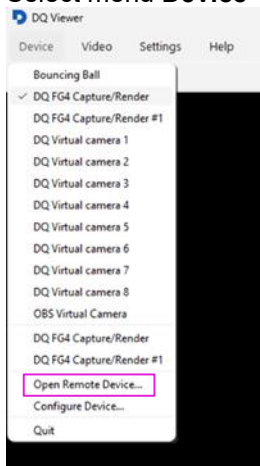 Select menu Device
DQ Viewer
Device Video Settings Help
Bouncing Ball
✓ DQ FG4 Capture/Render
DQ FG4 Capture/Render #1
DQ Virtual camera 1
DQ Virtual camera 2
DQ Virtual camera 3
DQ Virtual camera 4
DQ Virtual camera 5
DQ Virtual camera 6
DQ Virtual camera 7
DQ Virtual camera 8
OBS Virtual Camera
DQ FG4 Capture/Render
DQ FG4 Capture/Render #1
Open Remote Device...
Configure Device...
Quit